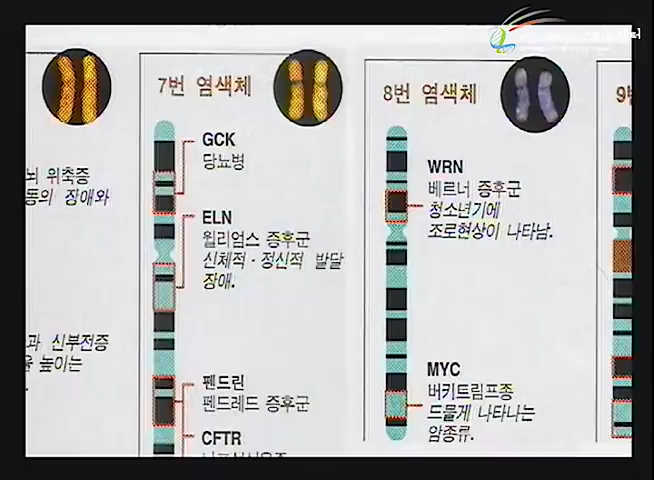 뇌 위축증
동의 장애와
과 신부전증
을 높이는
7번 염색체
GCK
당뇨병
ELN
윌리엄스 증후군
신체적·정신적 발달
장애.
펜드린
펜드레드 증후군
CFTR
8번 염색체
WRN
베르너 증후군
청소년기에
조로현상이 나타남.
MYC
버키트림프종
드물게 나타나는
암종류.
9번